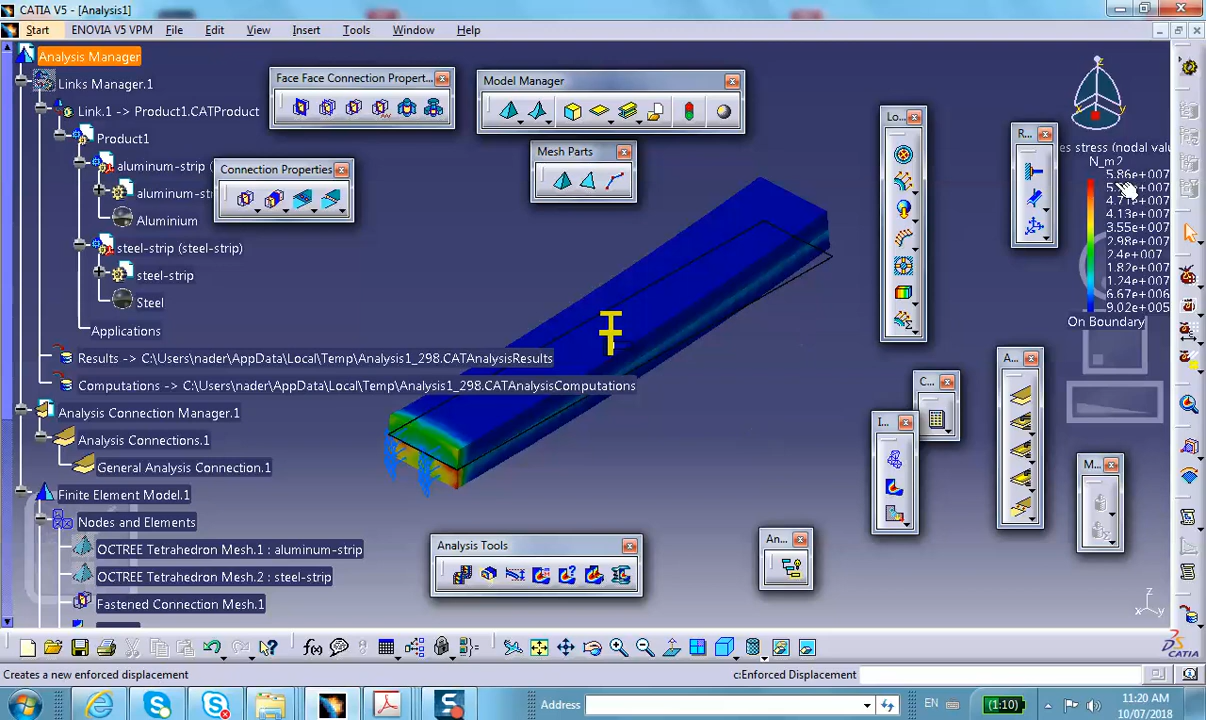 CATIA V5 - [Analysis1]
Start ENOVIA V5 VPM File Edit View Insert Tools Window Help
Analysis Manager
Links Manager.1
Link.1 -> Product1.CATProduct
Product1
aluminum-strip (
aluminum-st
Aluminium
steel-strip (steel-strip)
steel-strip
Steel
Applications
Results -> C:\Users\nader\AppData\Local\Temp\Analysis1_298.CATAnalysisResults
Computations -> C:\Users\nader\AppData\Local\Temp\Analysis1_298.CATAnalysisComputations
Analysis Connection Manager.1
Analysis Connections.1
General Analysis Connection.1
Finite Element Model.1
Nodes and Elements
OCTREE Tetrahedron Mesh.1 : aluminum-strip
OCTREE Tetrahedron Mesh.2 : steel-strip
Fastened Connection Mesh.1
Face Face Connection Propert...
Connection Properties
Model Manager
Mesh Parts
Lo...
R...
es stress (nodal valu
N_m2
5.86e+007
4.13e+007
3.55e+007
2.98e+007
2.4e+007
1.82e+007
1.24e+007
6.67e+006
9.02e+005
On Boundary
C...
I...
A...
M...
Analysis Tools
An...
f(x)
Creates a new enforced displacement
c:Enforced Displacement
Address
EN
(1:10)
11:20 AM
10/07/2018